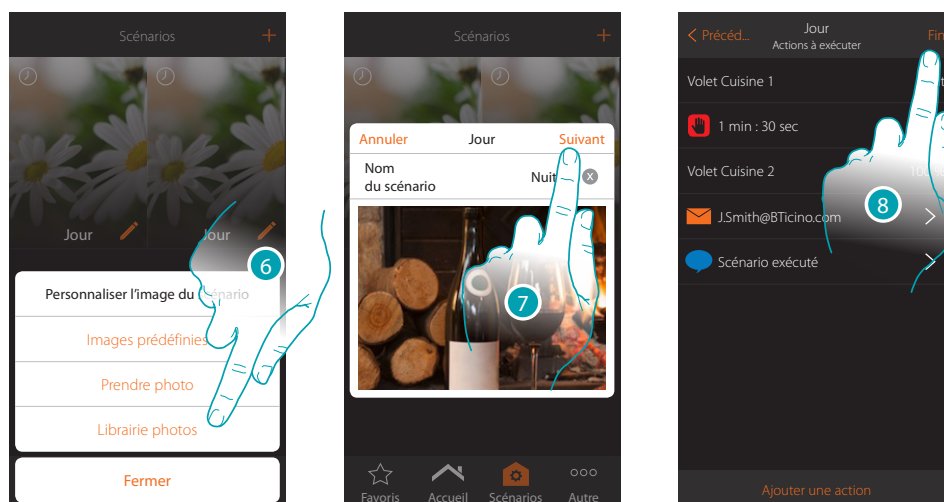 Scénarios +
Jour
Jour
6
Personnaliser l'image du scénario
Images prédéfinies
Prendre photo
Librairie photos
Fermer
Scénarios +
Annuler Jour Suivant
Nom
du scénario
Nuit x
7
Favoris Accueil Scénarios Autre
< Précéd... Jour
Actions à exécuter
Volet Cuisine 1
1 min : 30 sec
Volet Cuisine 2
J.Smith@BTicino.com
8
Scénario exécuté
Ajouter une action